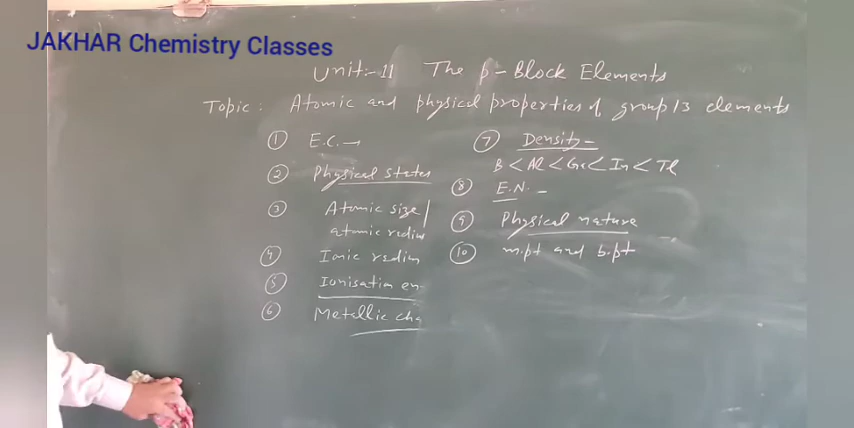 JAKHAR Chemistry Classes
Unit:- 11 The p-Block Elements
Topic: Atomic and physical properties of group 13 elements
① E.C. →
② Physical states
③ Atomic size/
atomic redius
④ Ionic redius
⑤ Ionisation en-
⑥ Metallic cha
⑦ Density -
B < Al < Ga < In < Tl
⑧ E.N. -
⑨ Physical nature
⑩ m.pt and b.pt